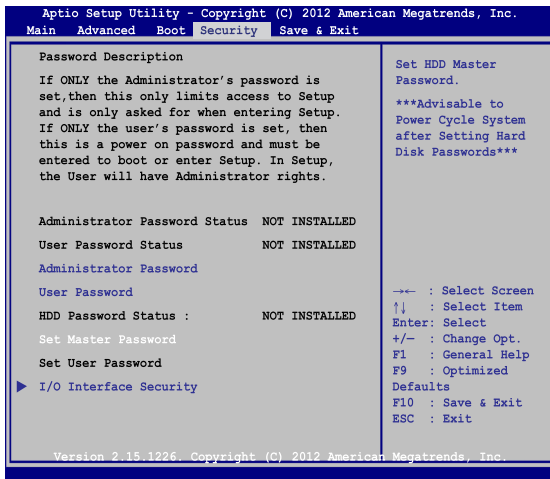 Aptio Setup Utility - Copyright (C) 2012 American Megatrends, Inc.
Main Advanced Boot Security Save & Exit
Password Description
If ONLY the Administrator's password is
set,then this only limits access to Setup
and is only asked for when entering Setup.
If ONLY the user's password is set, then
this is a power on password and must be
entered to boot or enter Setup. In Setup,
the User will have Administrator rights.
Administrator Password Status NOT INSTALLED
User Password Status NOT INSTALLED
Administrator Password
User Password
HDD Password Status : NOT INSTALLED
Set Master Password
Set User Password
I/O Interface Security
Set HDD Master
Password.
***Advisable to
Power Cycle System
after Setting Hard
Disk Passwords***
→← : Select Screen
↑↓ : Select Item
Enter: Select
+/— : Change Opt.
F1 : General Help
F9 : Optimized
Defaults
F10 : Save & Exit
ESC : Exit
Version 2.15.1226. Copyright (C) 2012 American Megatrends, Inc.